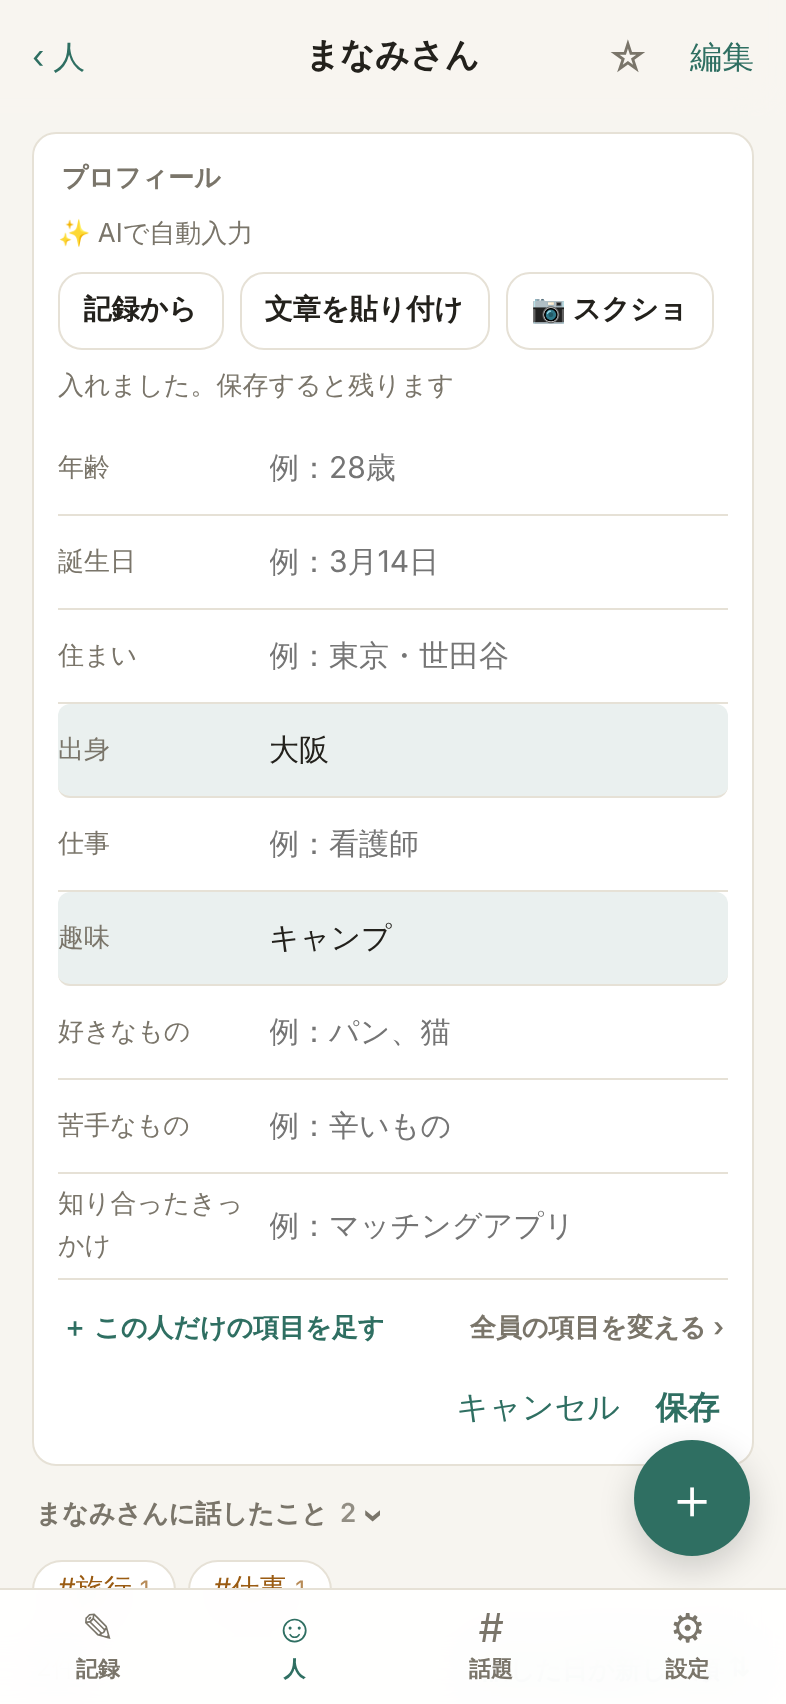 ‹ 人
まなみさん
☆
編集
プロフィール
✨ AIで自動入力
記録から
文章を貼り付け
📷 スクショ
入れました。保存すると残ります
年齢
例：28歳
誕生日
例：3月14日
住まい
例：東京・世田谷
出身
大阪
仕事
例：看護師
趣味
キャンプ
好きなもの
例：パン、猫
苦手なもの
例：辛いもの
知り合ったきっ
かけ
例：マッチングアプリ
+ この人だけの項目を足す
全員の項目を変える ›
キャンセル
保存
+
まなみさんに話したこと 2
#旅行 1
#仕事 1
記録
人
#
話題
設定